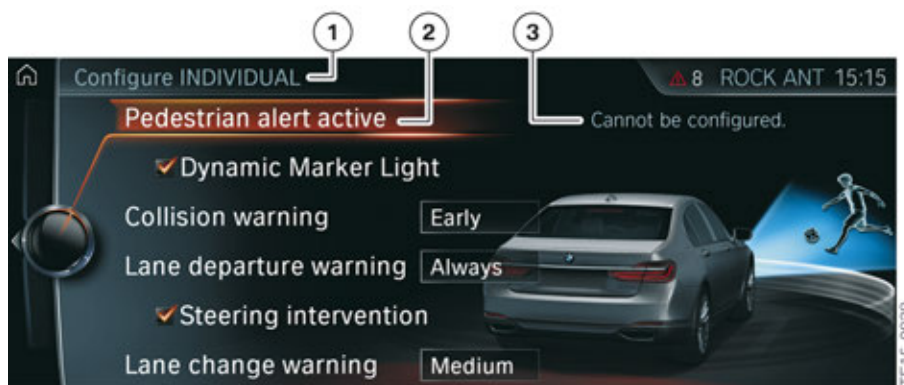 1 2 3
Configure INDIVIDUAL
8 ROCK ANT 15:15
Pedestrian alert active
Cannot be configured.
Dynamic Marker Light
Collision warning Early
Lane departure warning Always
Steering intervention
Lane change warning Medium